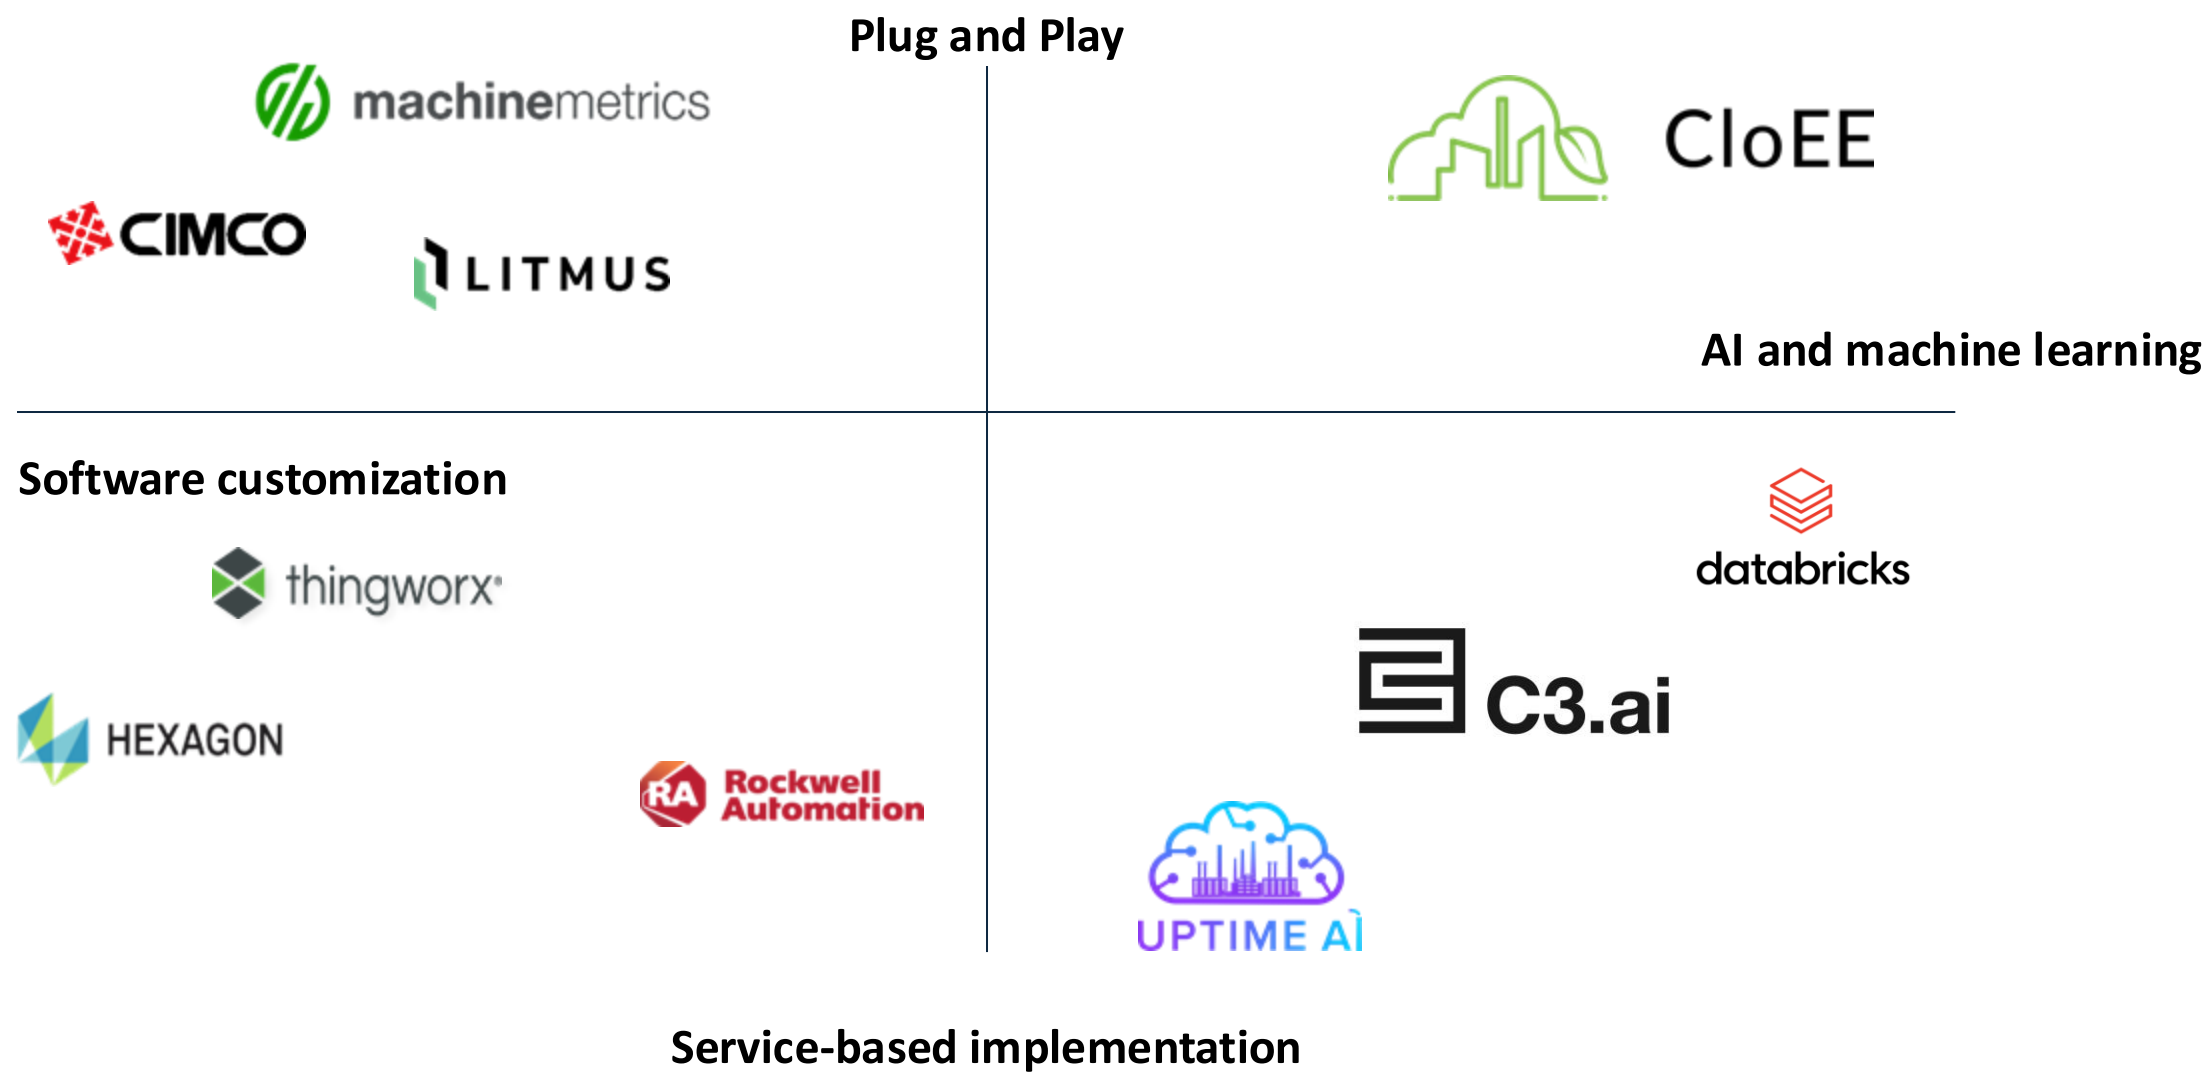 Plug and Play
machinemetrics
CloEE
CIMCO
LITMUS
AI and machine learning
Software customization
databricks
thingworx®
C3.ai
HEXAGON
RA Rockwell
Automation
UPTIME AI
Service-based implementation